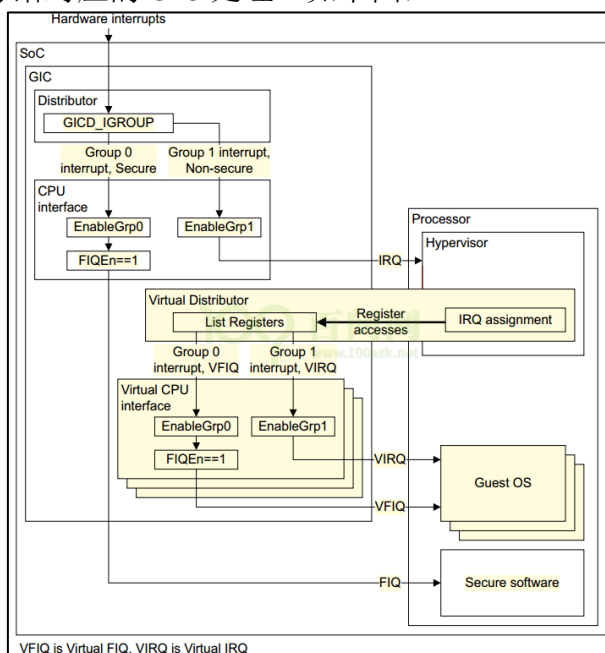 Hardware interrupts
SoC
GIC
Distributor
GICD_IGROUP
Group 0
interrupt, Secure
Group 1 interrupt,
Non-secure
CPU
interface
EnableGrp0
EnableGrp1
FIQEn==1
Processor
Hypervisor
IRQ
Virtual Distributor
List Registers
Register
accesses
IRQ assignment
www.100ask.net
Group 0
interrupt, VFIQ
Group 1
interrupt, VIRQ
Virtual CPU
interface
EnableGrp0
EnableGrp1
FIQEn==1
VIRQ
VFIQ
Guest OS
FIQ
Secure software
VFIQ is Virtual FIQ, VIRQ is Virtual IRQ